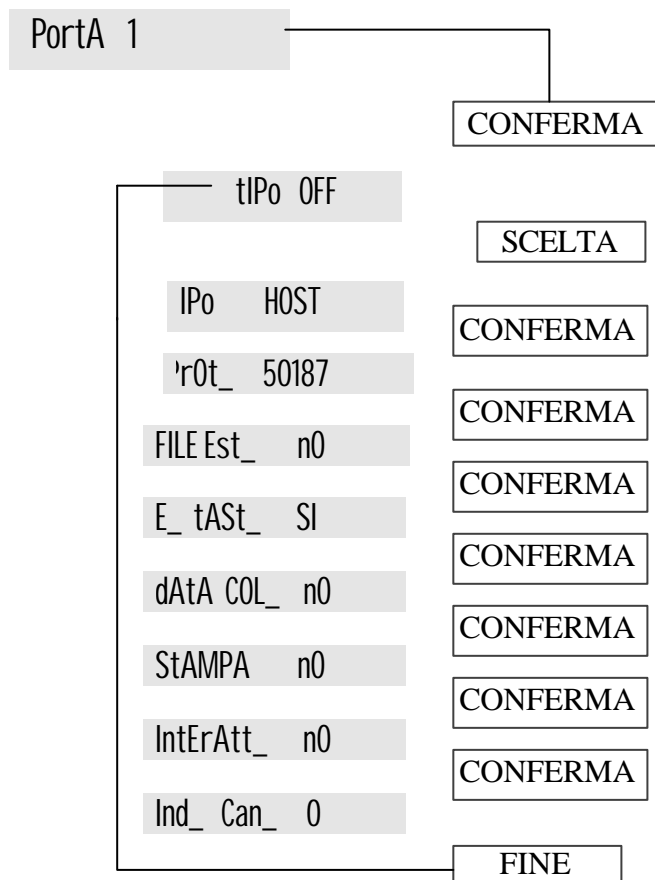 PortA 1
CONFERMA
tIPo OFF
SCELTA
IPo HOST
CONFERMA
r0t_ 50187
CONFERMA
FILE Est_ n0
CONFERMA
E_ tASt_ SI
CONFERMA
dAtA COL_ n0
CONFERMA
StAMPA n0
CONFERMA
IntErAtt_ n0
CONFERMA
Ind_ Can_ 0
FINE